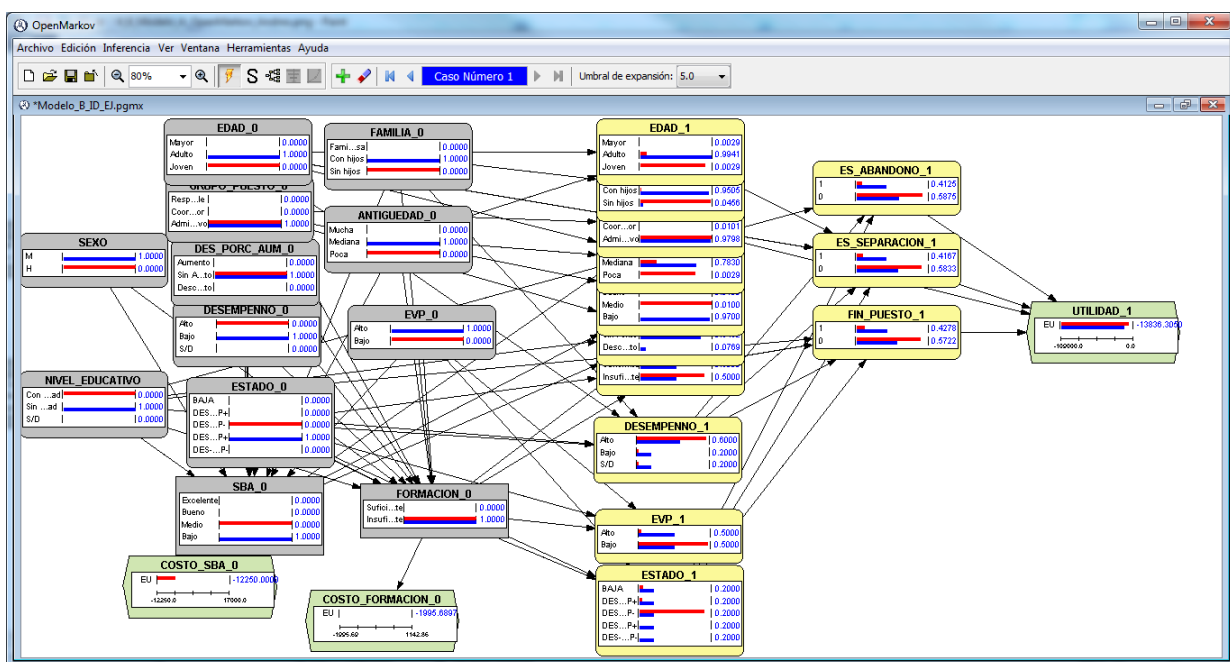 OpenMarkov
Archivo Edición Inferencia Ver Ventana Herramientas Ayuda
80%
S
Caso Número 1
Umbral de expansión: 5.0
*Modelo_B_ID_EJ.pgmx
EDAD_0
Mayor 0.0000
Adulto 1.0000
Joven 0.0000
FAMILIA_0
Fami...sa 0.0000
Con hijos 1.0000
Sin hijos 0.0000
EDAD_1
Mayor 0.0029
Adulto 0.9941
Joven 0.0029
GRUPO_PUESTO_0
Resp...le 0.0000
Coor...or 0.0000
Admi...vo 1.0000
Con hijos 0.9505
Sin hijos 0.0466
ES_ABANDONO_1
1 0.4125
0 0.5875
ANTIGUEDAD_0
Mucha 0.0000
Mediana 1.0000
Poca 0.0000
Coor...or 0.0101
Admi...vo 0.9798
SEXO
M 1.0000
H 0.0000
DES_PORC_AUM_0
Aumento 0.0000
Sin A...to 1.0000
Desc...to 0.0000
Mediana 0.7830
Poca 0.0029
ES_SEPARACION_1
1 0.4167
0 0.5833
DESEMPENNO_0
Alto 0.0000
Bajo 1.0000
S/D 0.0000
EVP_0
Alto 1.0000
Bajo 0.0000
Medio 0.0100
Bajo 0.9700
FIN_PUESTO_1
1 0.4278
0 0.5722
UTILIDAD_1
EU -13836.3050
-109000.0 0.0
Desc...to 0.0769
Insufi...te 0.5000
NIVEL_EDUCATIVO
Con ...ad 0.0000
Sin ...ad 1.0000
S/D 0.0000
ESTADO_0
BAJA 0.0000
DES...P+ 0.0000
DES...P- 0.0000
DES...P+ 1.0000
DES-...P- 0.0000
DESEMPENNO_1
Alto 0.6000
Bajo 0.2000
S/D 0.2000
SBA_0
Excelente 0.0000
Bueno 0.0000
Medio 0.0000
Bajo 1.0000
FORMACION_0
Sufici...te 0.0000
Insufi...te 1.0000
EVP_1
Alto 0.5000
Bajo 0.5000
COSTO_SBA_0
EU -12250.0000
-12250.0 17000.0
COSTO_FORMACION_0
EU -1995.6897
-1995.69 1142.86
ESTADO_1
BAJA 0.2000
DES...P+ 0.2000
DES...P- 0.2000
DES...P+ 0.2000
DES-...P- 0.2000